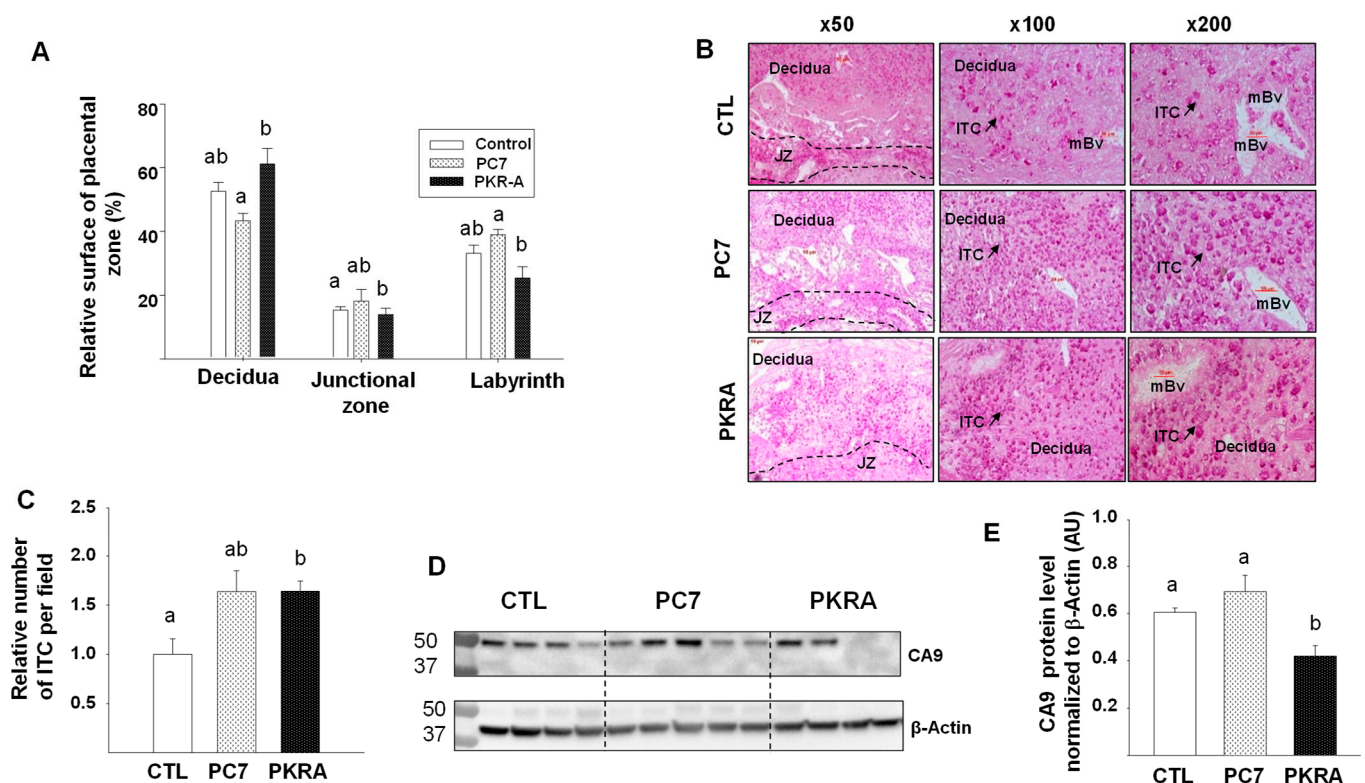 A
Relative surface of placental
zone (%)
80
60
40
20
ab
a
b
a
ab
b
ab
a
b
Control
PC7
PKR-A
Decidua
Junctional
zone
Labyrinth
B
x50
x100
x200
CTL
Decidua
JZ
Decidua
ITC
mBv
ITC
mBv
mBv
PC7
Decidua
JZ
Decidua
ITC
ITC
mBv
PKRA
Decidua
JZ
ITC
Decidua
mBv
ITC
Decidua
C
Relative number
of ITC per field
2.5
2.0
1.5
1.0
0.5
a
ab
b
CTL
PC7
PKRA
D
CTL
PC7
PKRA
50
37
CA9
50
37
β-Actin
E
CA9 protein level
normalized to β-Actin (AU)
1.0
0.8
0.6
0.4
0.2
a
a
b
CTL
PC7
PKRA